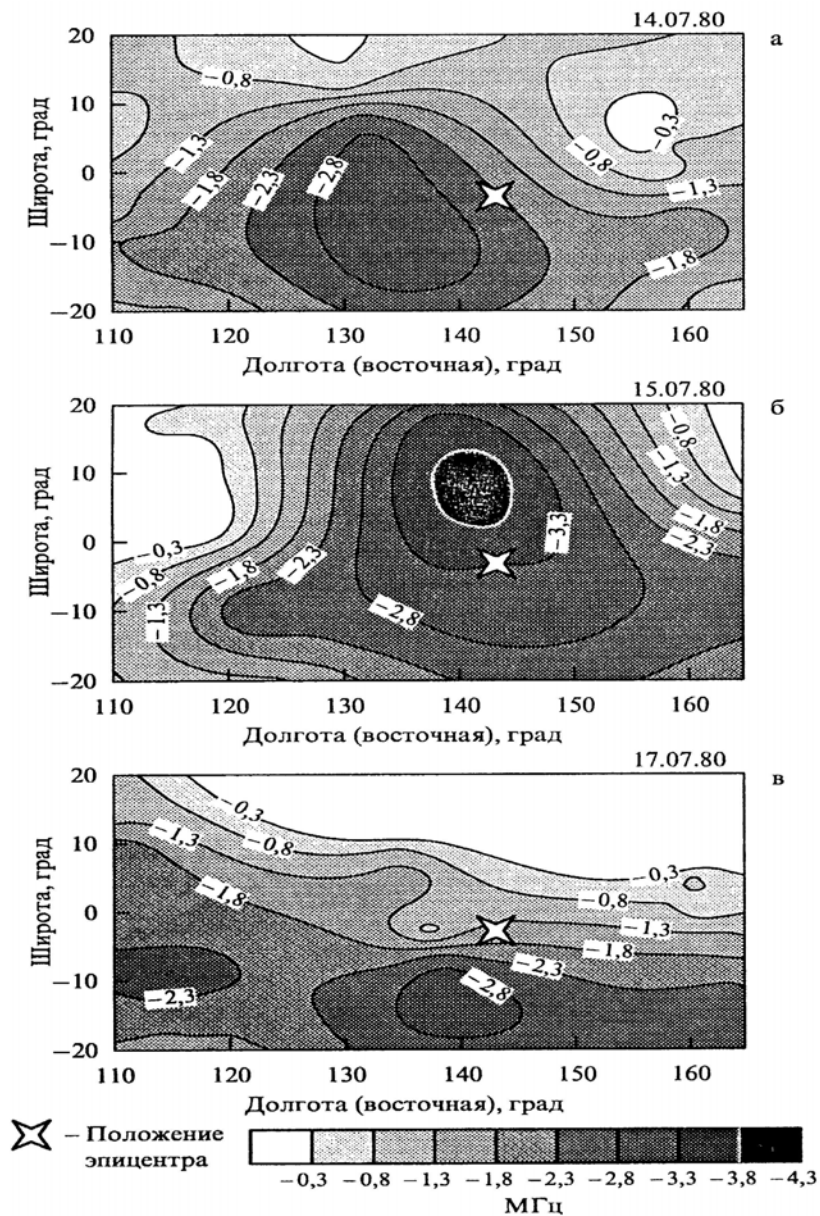 14.07.80 а
20
10
0
−10
−20
Широта, град
−0,8
−0,3
−1,3
−1,8
−2,3
−2,8
−0,8
−1,3
−1,8
110 120 130 140 150 160
Долгота (восточная), град
15.07.80 б
20
10
0
−10
−20
Широта, град
−0,8
−1,3
−1,8
−2,3
−3,3
−0,3
−0,8
−1,8
−2,3
−1,3
−2,8
110 120 130 140 150 160
Долгота (восточная), град
17.07.80 в
20
10
0
−10
−20
Широта, град
−0,3
−1,3
−0,8
−1,8
−0,3
−0,8
−1,3
−1,8
−2,3
−2,3
−2,8
110 120 130 140 150 160
Долгота (восточная), град
– Положение
эпицентра
−0,3 −0,8 −1,3 −1,8 −2,3 −2,8 −3,3 −3,8 −4,3
МГц